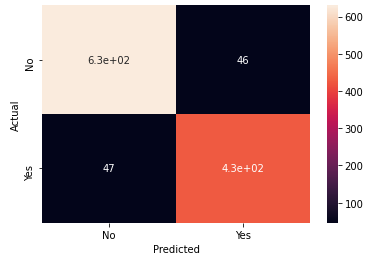 No
6.3e+02
46
Yes
47
4.3e+02
Actual
No
Yes
Predicted
600
500
400
300
200
100